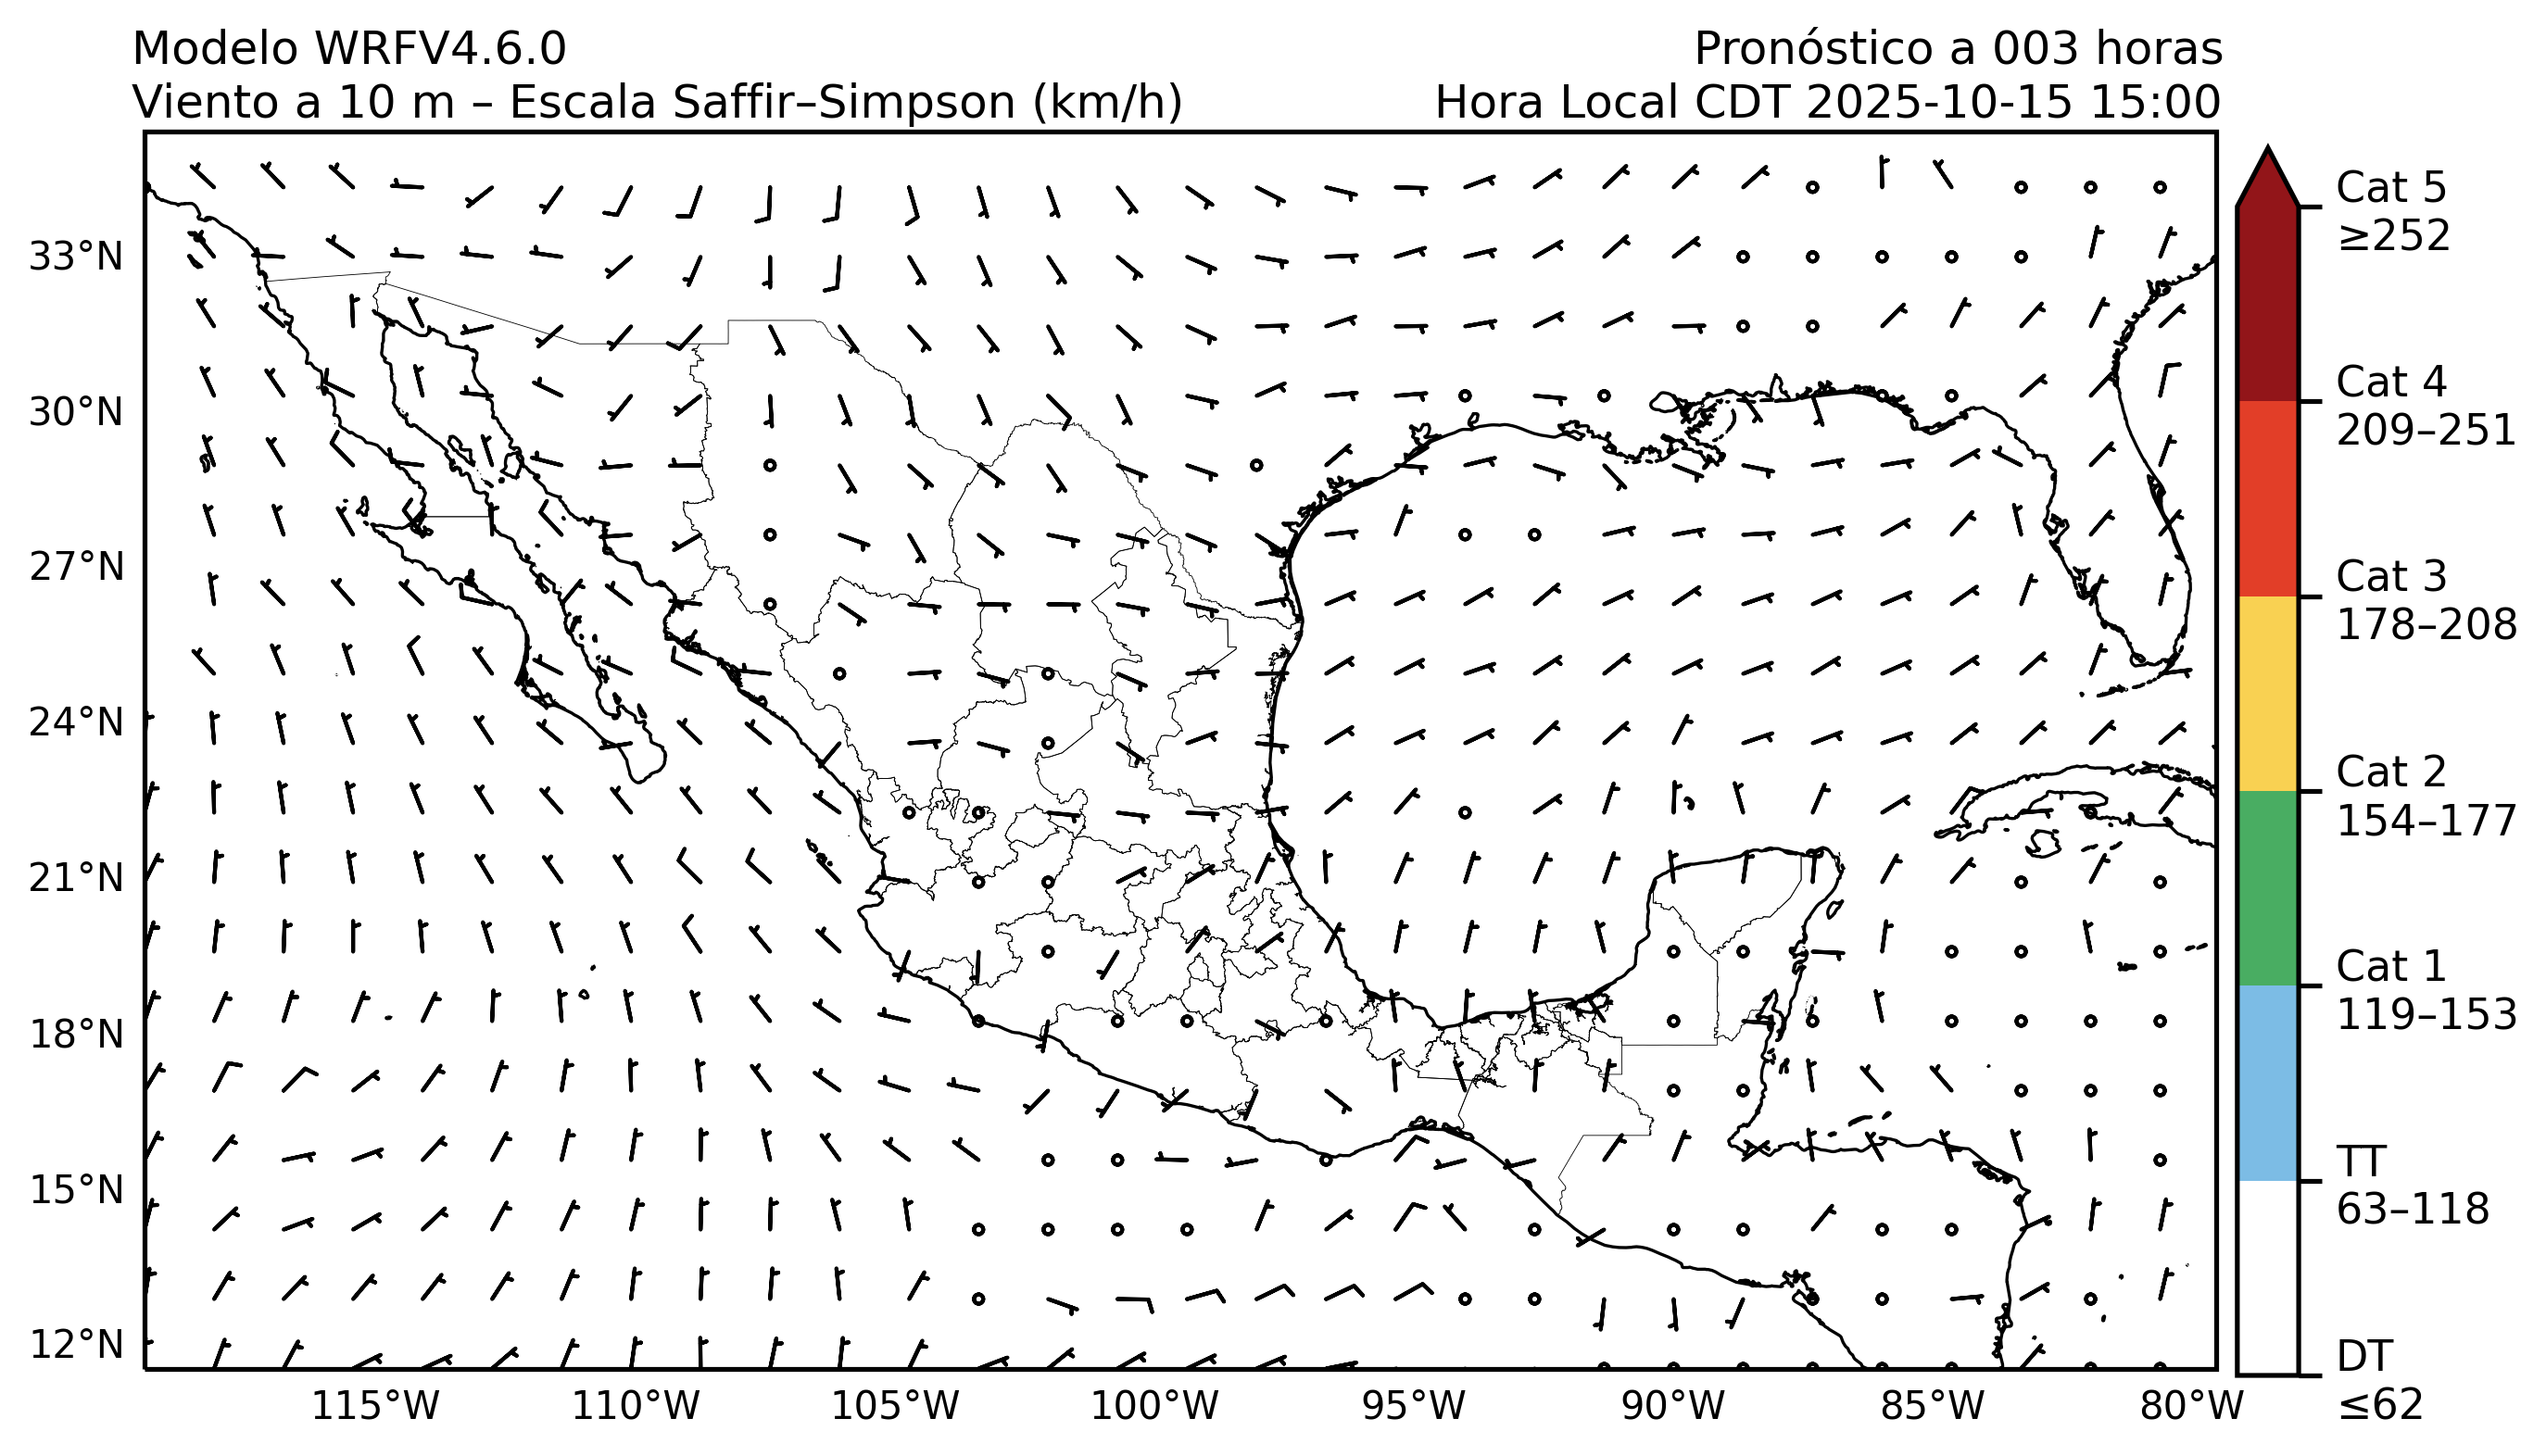 Modelo WRFV4.6.0
Pronóstico a 003 horas
Viento a 10 m – Escala Saffir–Simpson (km/h)
Hora Local CDT 2025-10-15 15:00
33°N
30°N
27°N
24°N
21°N
18°N
15°N
12°N
115°W
110°W
105°W
100°W
95°W
90°W
85°W
80°W
Cat 5
≥252
Cat 4
209–251
Cat 3
178–208
Cat 2
154–177
Cat 1
119–153
TT
63–118
DT
≤62